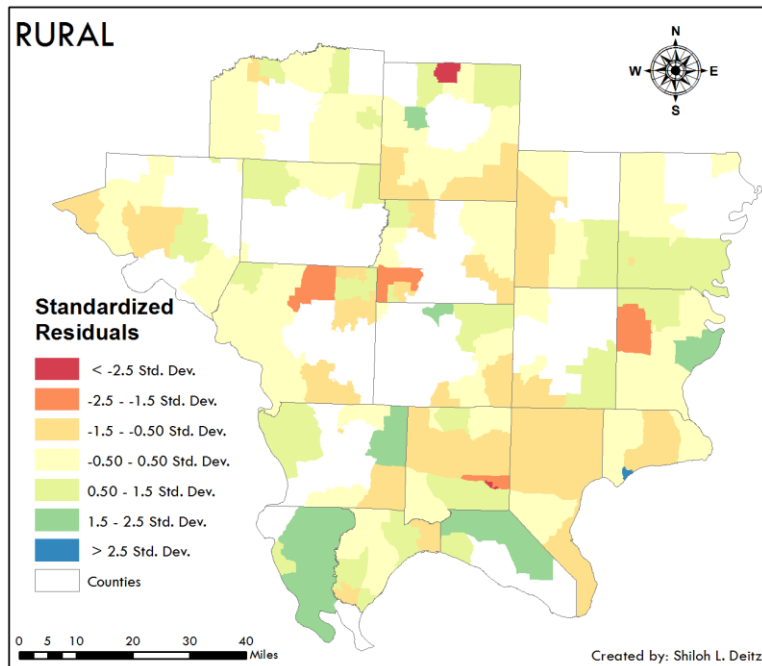 RURAL
N
W E
S
Standardized
Residuals
< -2.5 Std. Dev.
-2.5 - -1.5 Std. Dev.
-1.5 - -0.50 Std. Dev.
-0.50 - 0.50 Std. Dev.
0.50 - 1.5 Std. Dev.
1.5 - 2.5 Std. Dev.
> 2.5 Std. Dev.
Counties
0 5 10 20 30 40
Miles
Created by: Shiloh L. Deitz